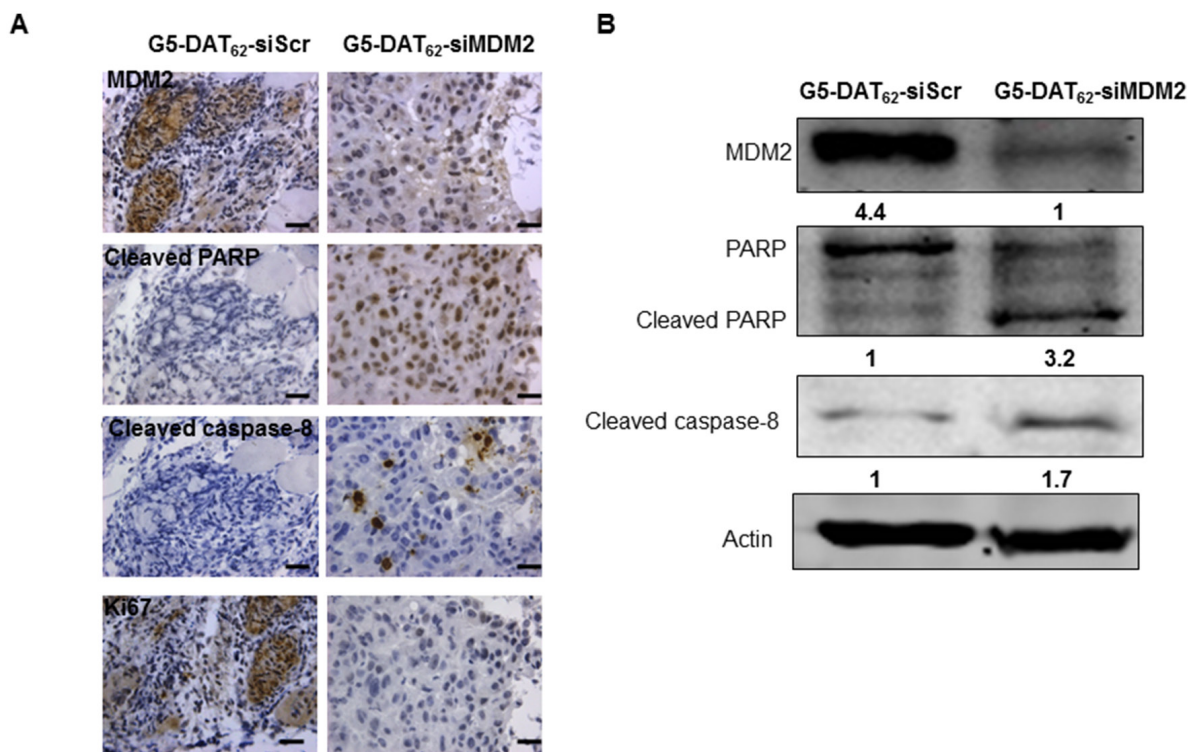 A
G5-DAT₆₂-siScr G5-DAT₆₂-siMDM2
MDM2
Cleaved PARP
Cleaved caspase-8
Ki67
B
G5-DAT₆₂-siScr G5-DAT₆₂-siMDM2
MDM2
4.4 1
PARP
Cleaved PARP
1 3.2
Cleaved caspase-8
1 1.7
Actin